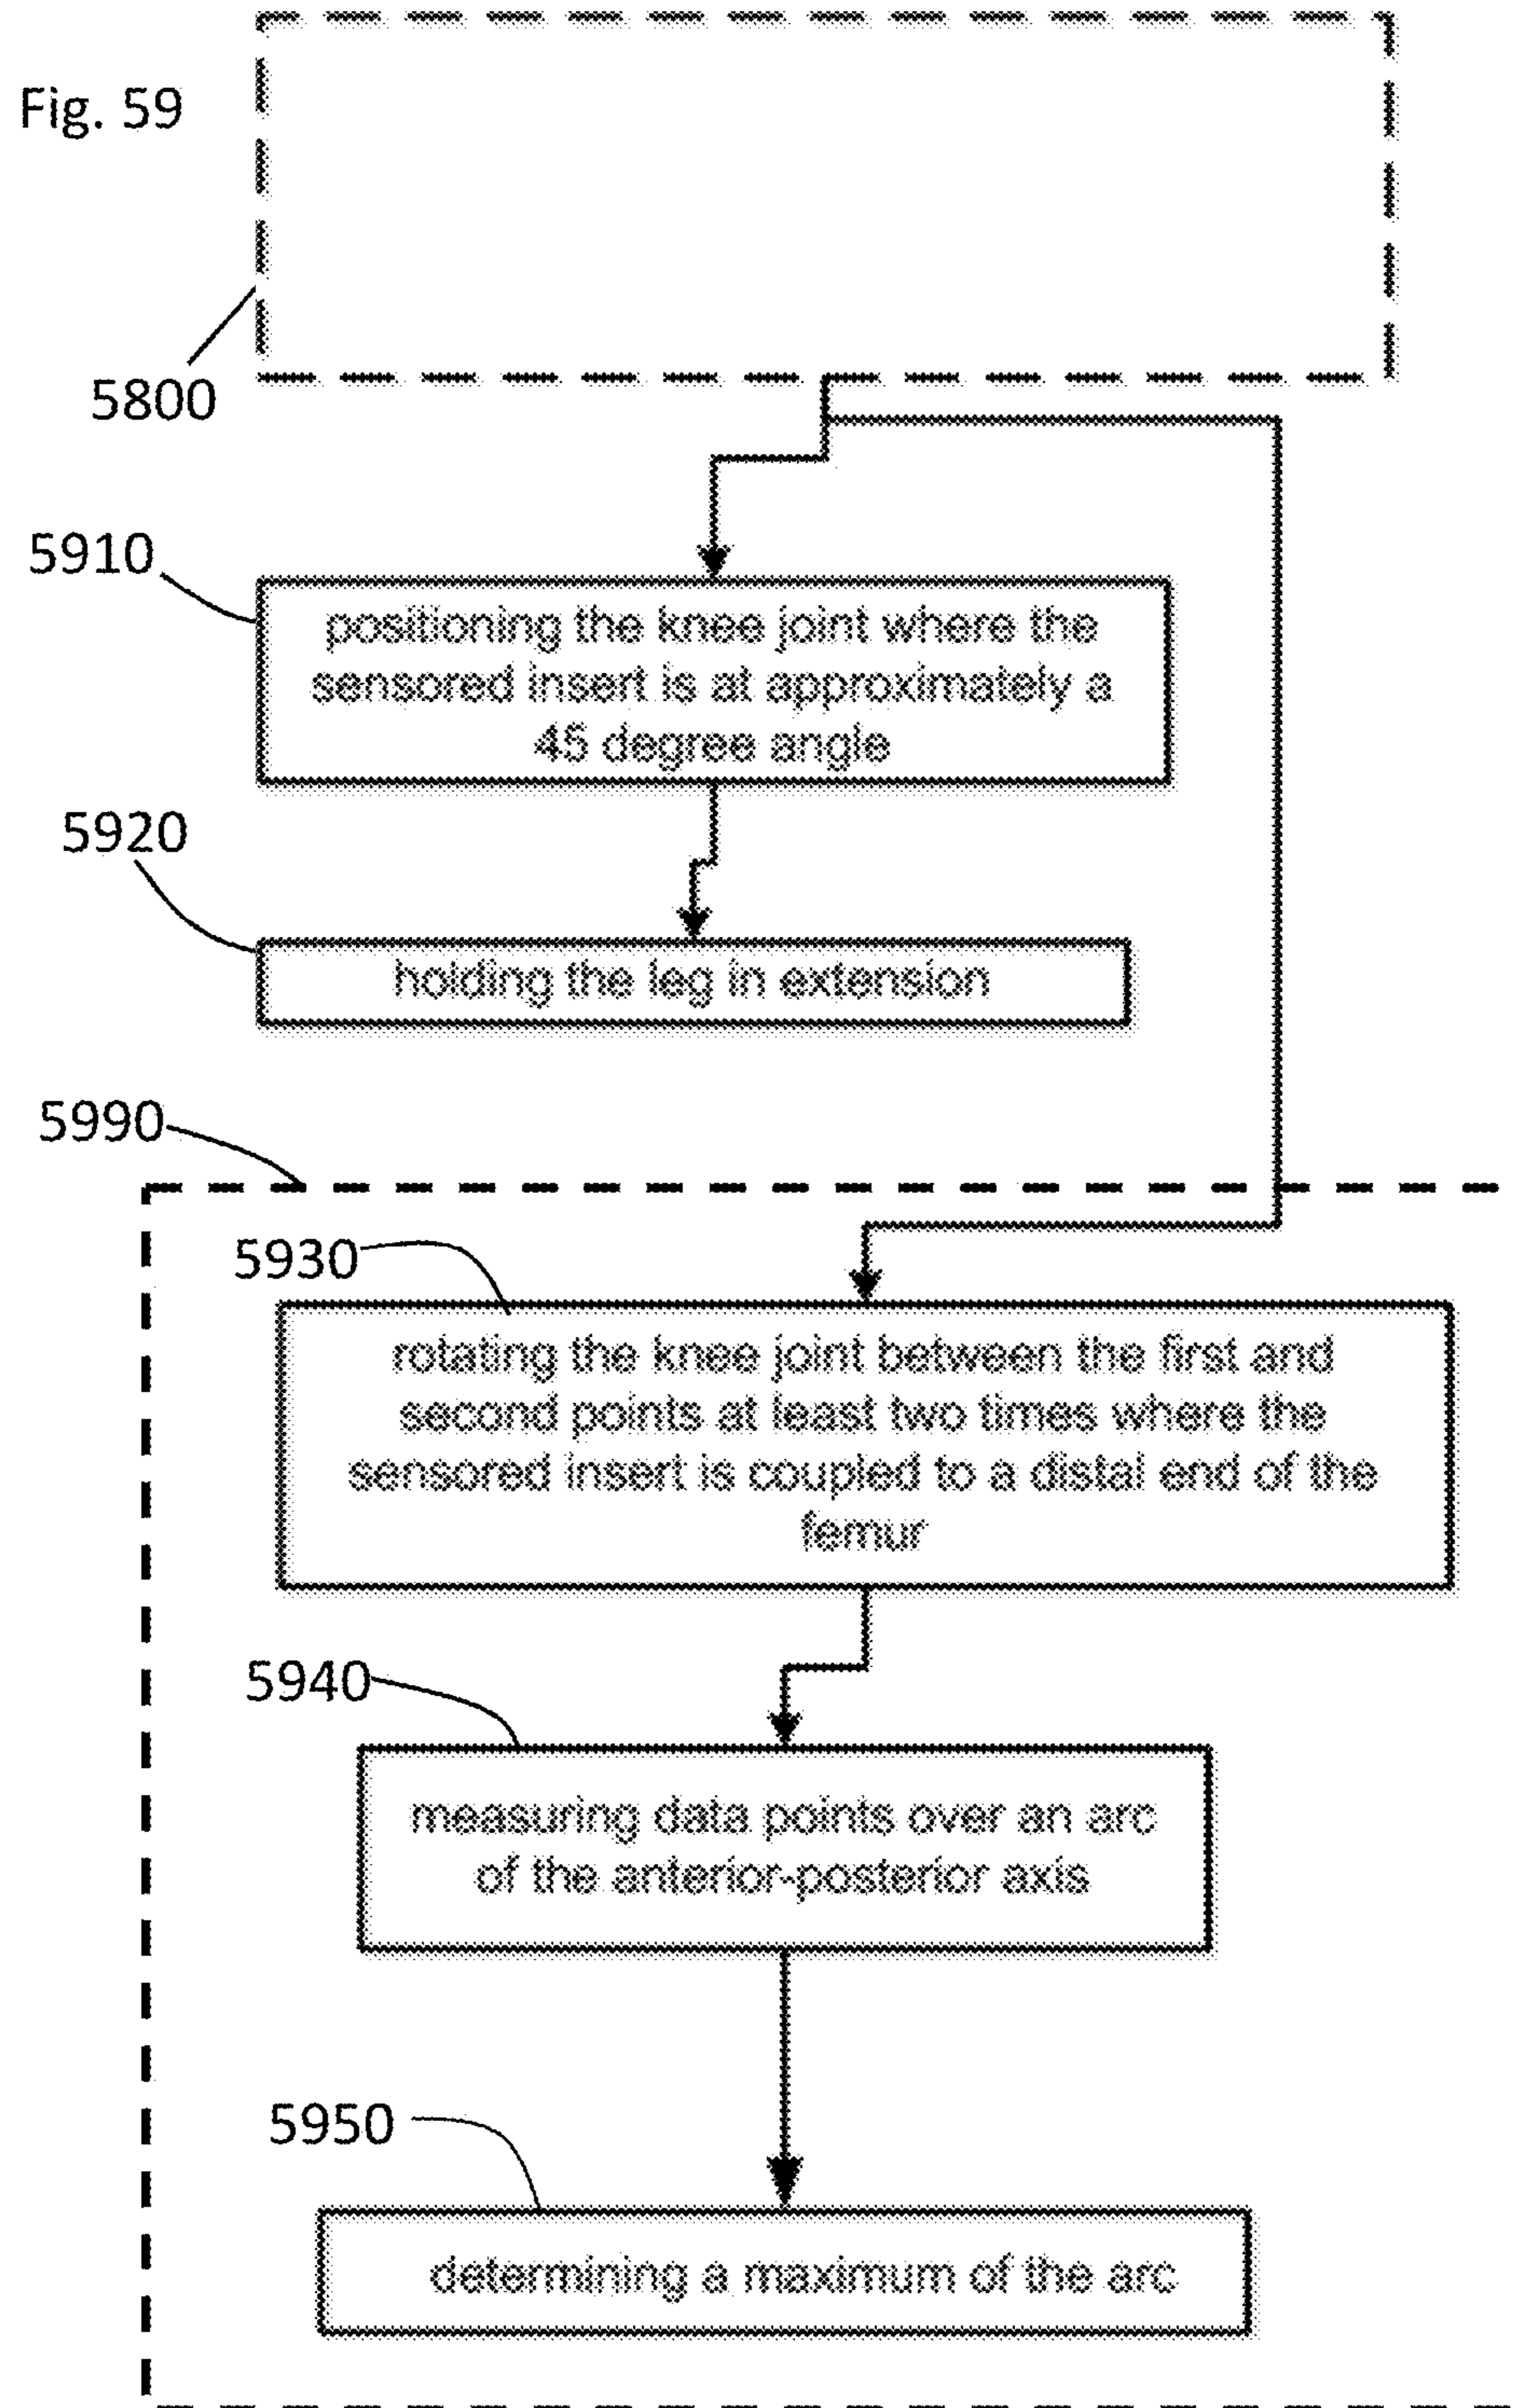 Fig. 59
5800
5910
positioning the knee joint where the
sensored insert is at approximately a
45 degree angle
5920
holding the leg in extension
5990
5930
rotating the knee joint between the first and
second points at least two times where the
sensored insert is coupled to a distal end of the
femur
5940
measuring data points over an arc
of the anterior-posterior axis
5950
determining a maximum of the arc